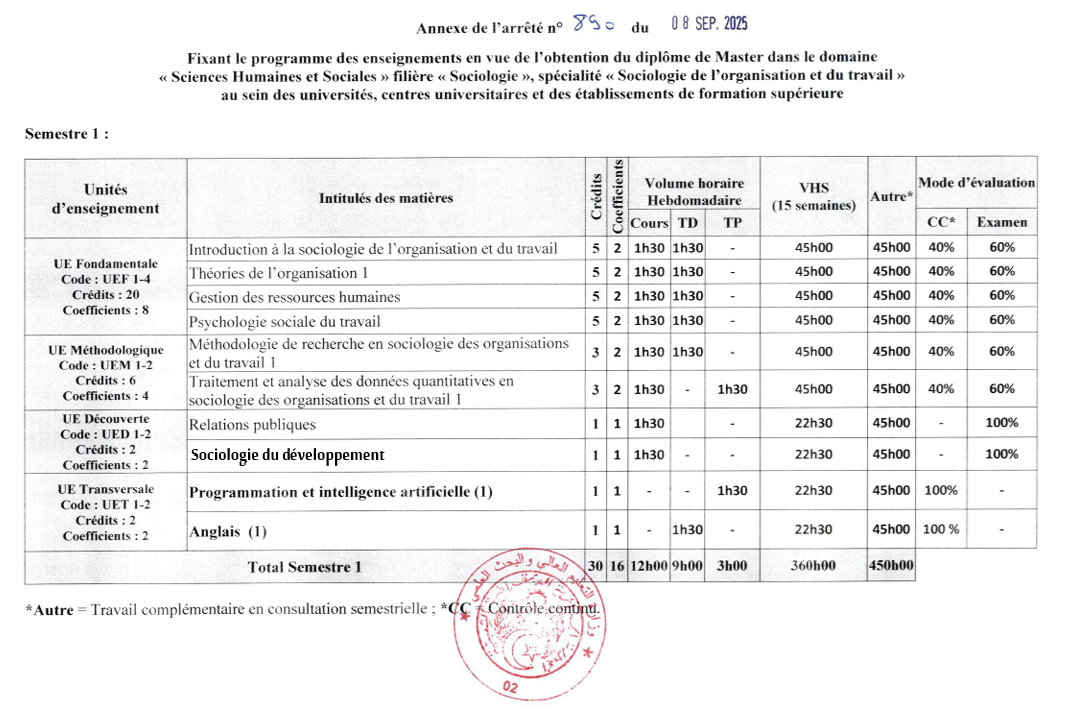 Annexe de l'arrêté n° 890 du 08 SEP. 2025
Fixant le programme des enseignements en vue de l'obtention du diplôme de Master dans le domaine
« Sciences Humaines et Sociales » filière « Sociologie », spécialité « Sociologie de l'organisation et du travail »
au sein des universités, centres universitaires et des établissements de formation supérieure
Semestre 1 :
Unités d'enseignement | Intitulés des matières | Crédits | Coefficients | Volume horaire Hebdomadaire | VHS (15 semaines) | Autre* | Mode d'évaluation
Cours | TD | TP | CC* | Examen
UE Fondamentale
Code : UEF 1-4
Crédits : 20
Coefficients : 8
Introduction à la sociologie de l'organisation et du travail | 5 | 2 | 1h30 | 1h30 | - | 45h00 | 45h00 | 40% | 60%
Théories de l'organisation 1 | 5 | 2 | 1h30 | 1h30 | - | 45h00 | 45h00 | 40% | 60%
Gestion des ressources humaines | 5 | 2 | 1h30 | 1h30 | - | 45h00 | 45h00 | 40% | 60%
Psychologie sociale du travail | 5 | 2 | 1h30 | 1h30 | - | 45h00 | 45h00 | 40% | 60%
UE Méthodologique
Code : UEM 1-2
Crédits : 6
Coefficients : 4
Méthodologie de recherche en sociologie des organisations
et du travail 1 | 3 | 2 | 1h30 | 1h30 | - | 45h00 | 45h00 | 40% | 60%
Traitement et analyse des données quantitatives en
sociologie des organisations et du travail 1 | 3 | 2 | 1h30 | - | 1h30 | 45h00 | 45h00 | 40% | 60%
UE Découverte
Code : UED 1-2
Crédits : 2
Coefficients : 2
Relations publiques | 1 | 1 | 1h30 | | - | 22h30 | 45h00 | - | 100%
Sociologie du développement | 1 | 1 | 1h30 | - | - | 22h30 | 45h00 | - | 100%
UE Transversale
Code : UET 1-2
Crédits : 2
Coefficients : 2
Programmation et intelligence artificielle (1) | 1 | 1 | - | - | 1h30 | 22h30 | 45h00 | 100% | -
Anglais (1) | 1 | 1 | - | 1h30 | - | 22h30 | 45h00 | 100 % | -
Total Semestre 1 | 30 | 16 | 12h00 | 9h00 | 3h00 | 360h00 | 450h00
*Autre = Travail complémentaire en consultation semestrielle ; *CC = Contrôle continu.
وزارة التعليم العالي والبحث العلمي
02